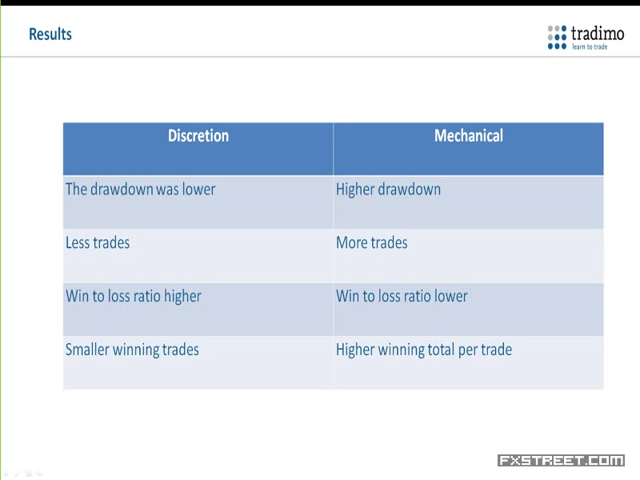 Results
tradimo
learn to trade
Discretion Mechanical
The drawdown was lower Higher drawdown
Less trades More trades
Win to loss ratio higher Win to loss ratio lower
Smaller winning trades Higher winning total per trade
FXSTREET.COM